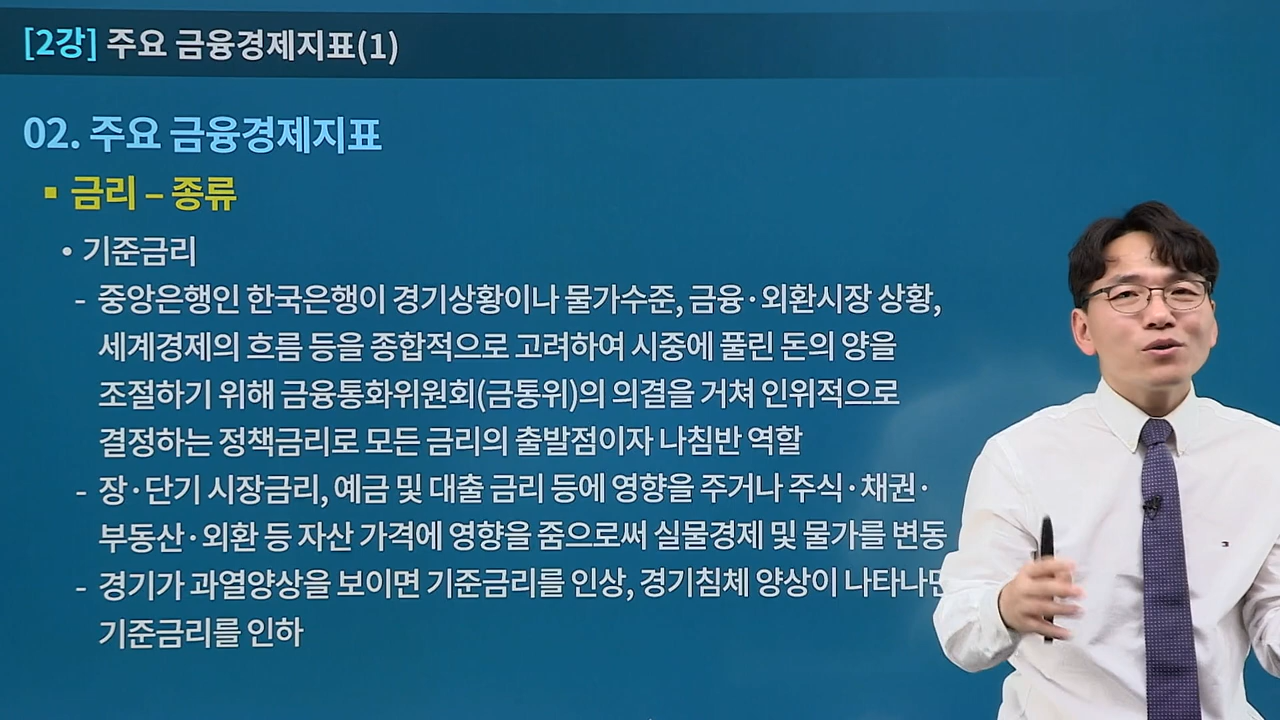 [2강] 주요 금융경제지표(1)
02. 주요 금융경제지표
▪ 금리 – 종류
• 기준금리
- 중앙은행인 한국은행이 경기상황이나 물가수준, 금융·외환시장 상황,
세계경제의 흐름 등을 종합적으로 고려하여 시중에 풀린 돈의 양을
조절하기 위해 금융통화위원회(금통위)의 의결을 거쳐 인위적으로
결정하는 정책금리로 모든 금리의 출발점이자 나침반 역할
- 장·단기 시장금리, 예금 및 대출 금리 등에 영향을 주거나 주식·채권·
부동산·외환 등 자산 가격에 영향을 줌으로써 실물경제 및 물가를 변동
- 경기가 과열양상을 보이면 기준금리를 인상, 경기침체 양상이
기준금리를 인하